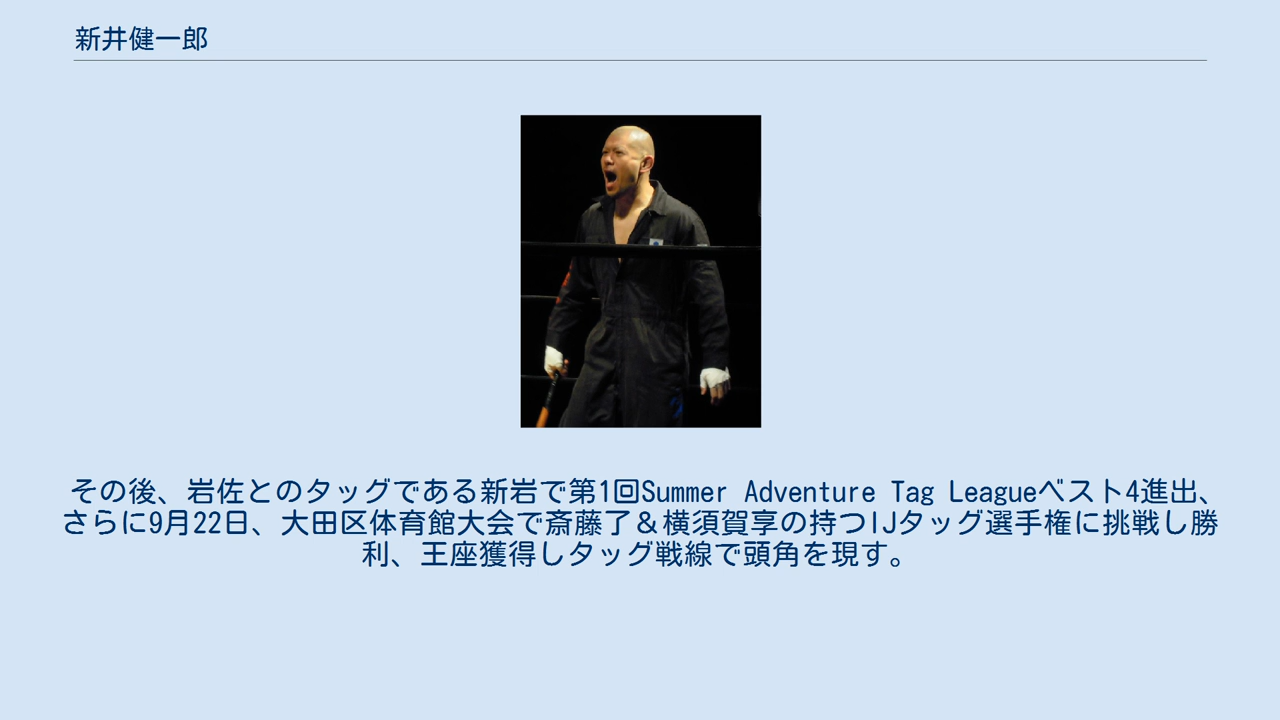 新井健一郎
その後、岩佐とのタッグである新岩で第1回Summer Adventure Tag Leagueベスト4進出、
さらに9月22日、大田区体育館大会で斎藤了＆横須賀享の持つIJタッグ選手権に挑戦し勝
利、王座獲得しタッグ戦線で頭角を現す。